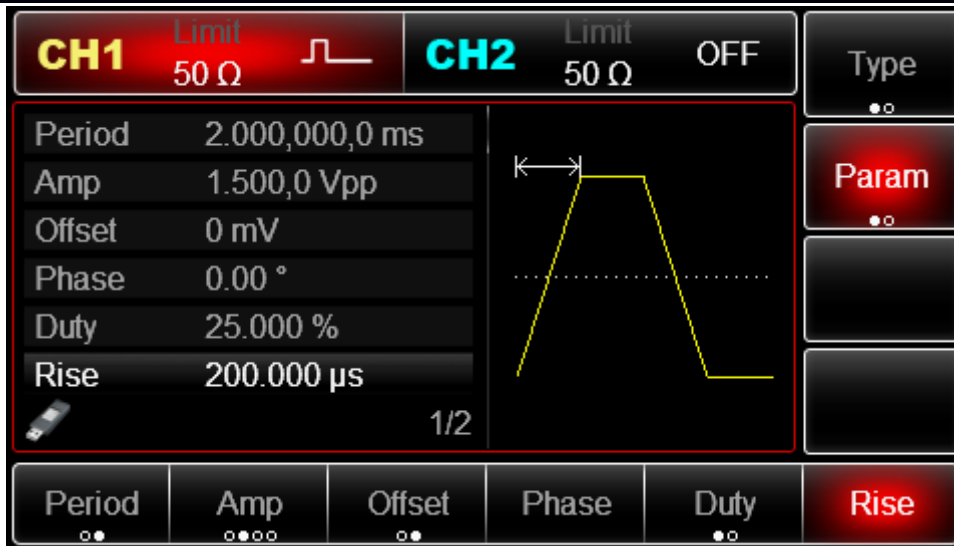 CH1 Limit 50 Ω
CH2 Limit 50 Ω OFF
Type
Period 2.000,000,0 ms
Amp 1.500,0 Vpp
Offset 0 mV
Phase 0.00 °
Duty 25.000 %
Rise 200.000 µs
1/2
Param
Period Amp Offset Phase Duty Rise